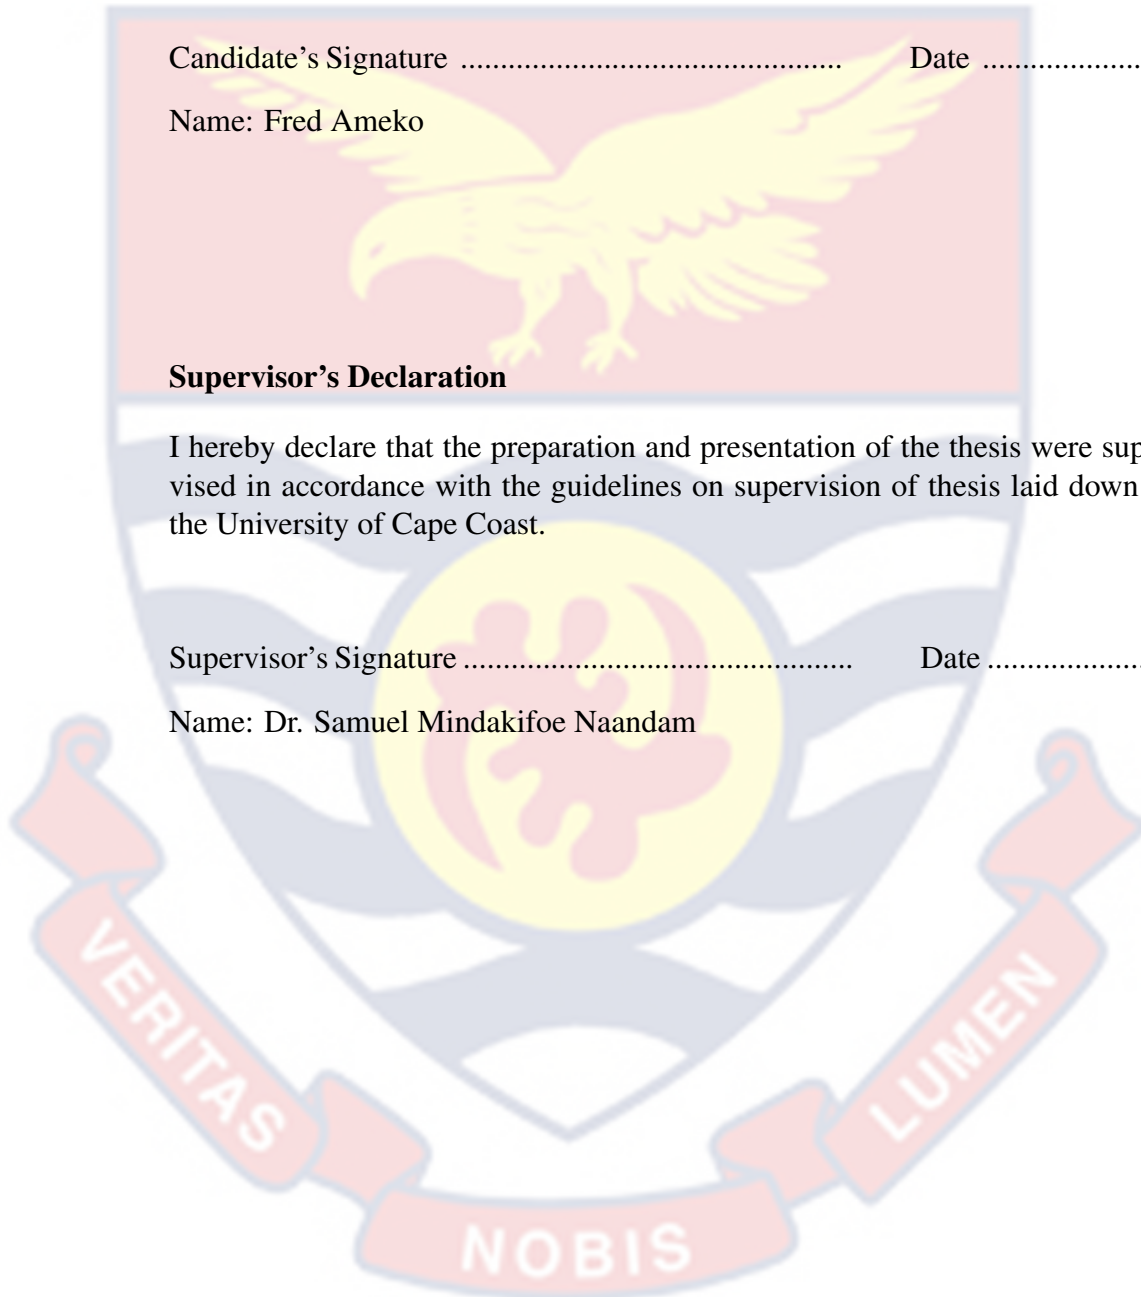 Candidate's Signature ................................................ Date ....................
Name: Fred Ameko
Supervisor's Declaration
I hereby declare that the preparation and presentation of the thesis were sup
vised in accordance with the guidelines on supervision of thesis laid down
the University of Cape Coast.
Supervisor's Signature ................................................. Date ....................
Name: Dr. Samuel Mindakifoe Naandam
VERITAS
NOBIS
LUMEN